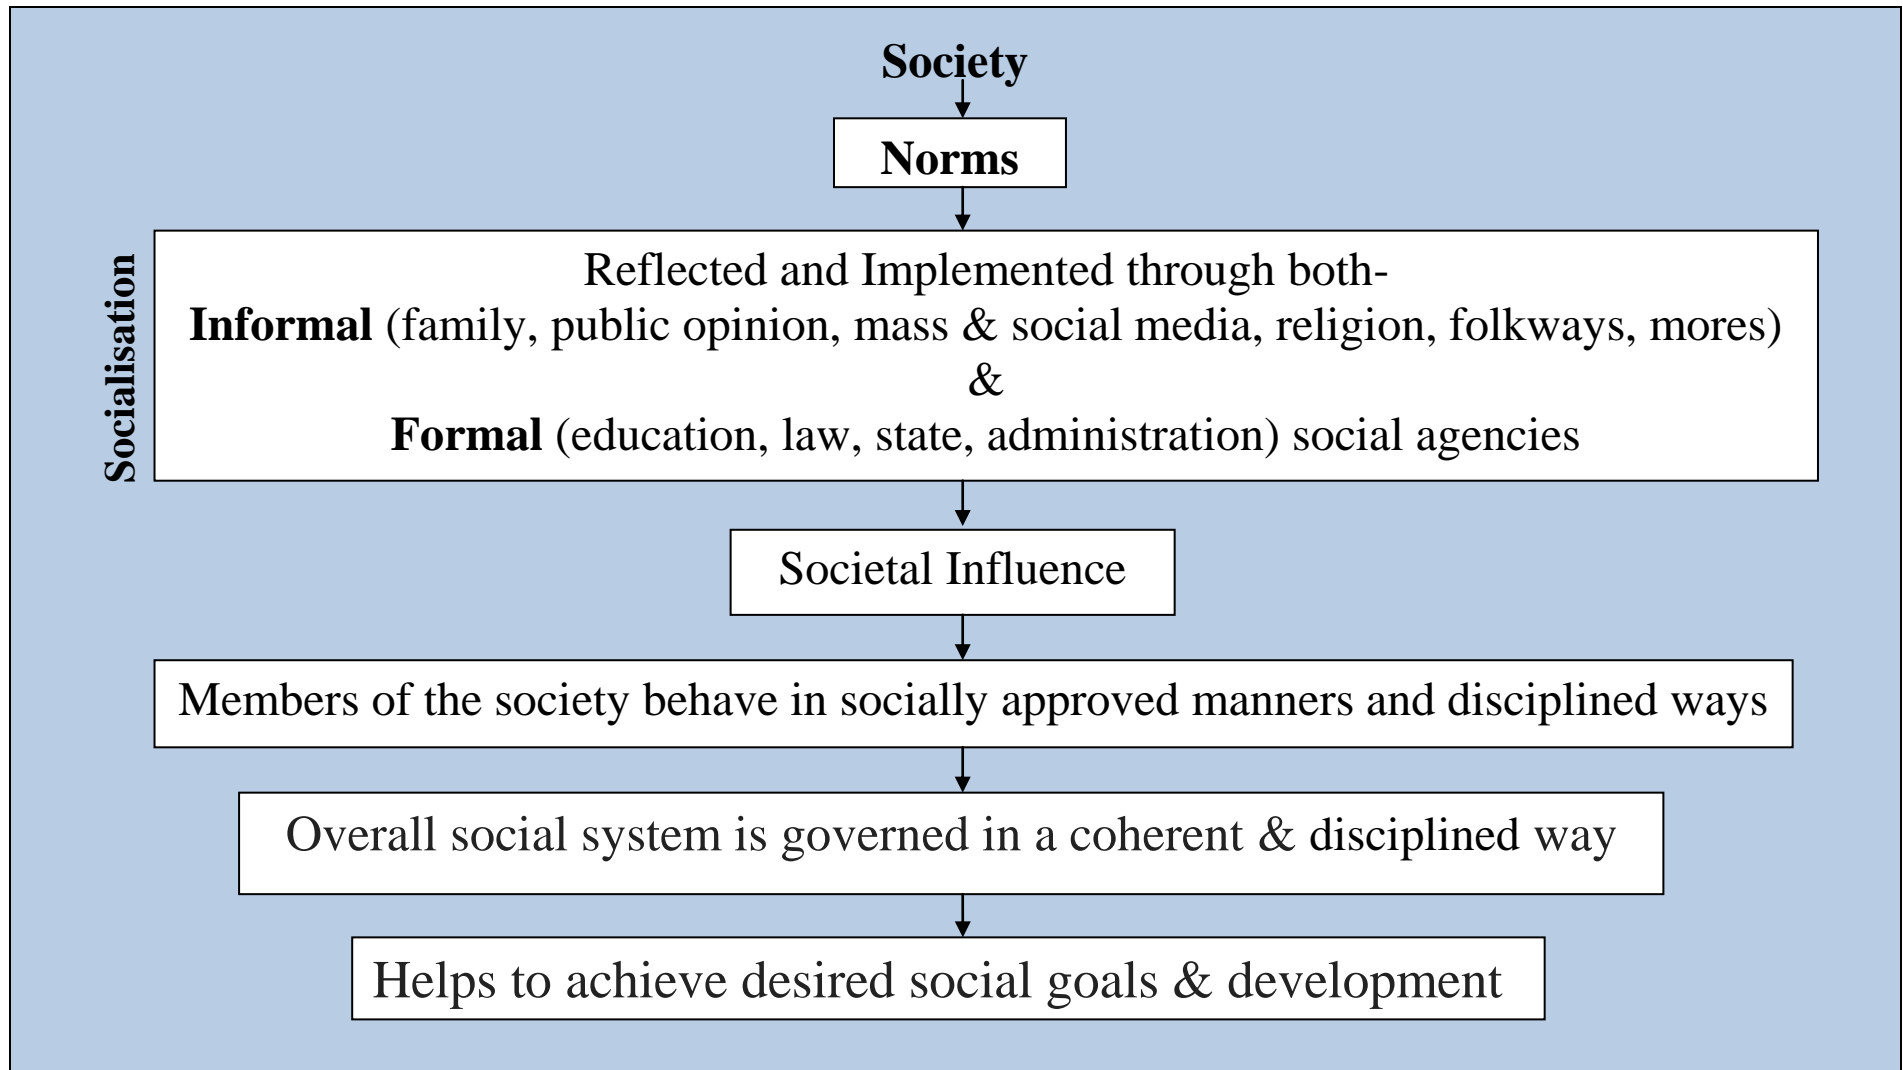 Society
Norms
Socialisation
Reflected and Implemented through both-
Informal (family, public opinion, mass & social media, religion, folkways, mores)
&
Formal (education, law, state, administration) social agencies
Societal Influence
Members of the society behave in socially approved manners and disciplined ways
Overall social system is governed in a coherent & disciplined way
Helps to achieve desired social goals & development